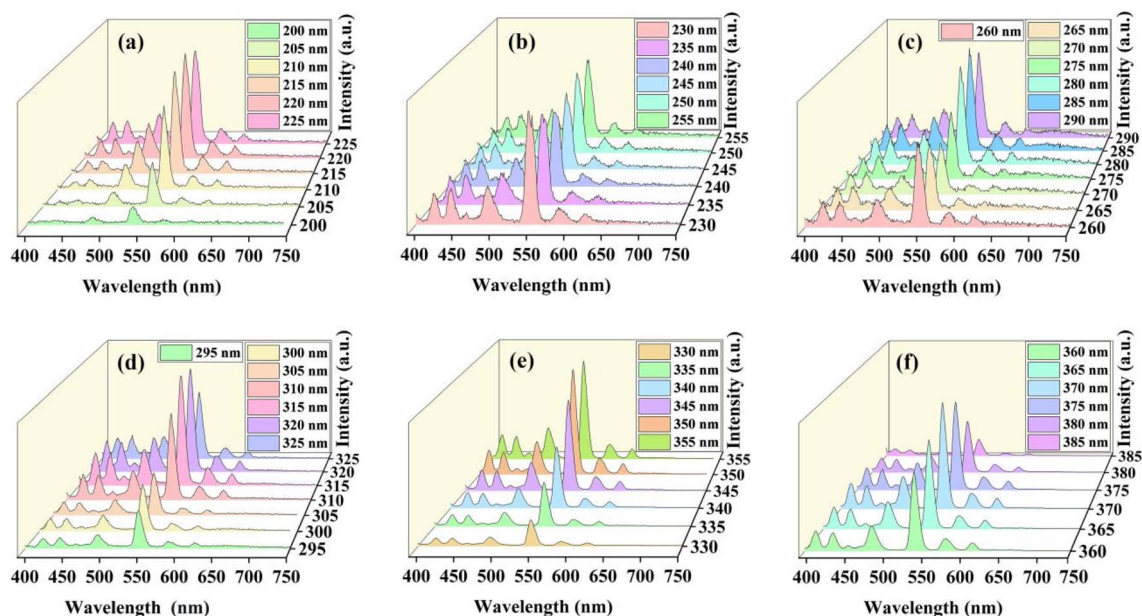 (a)
200 nm
205 nm
210 nm
215 nm
220 nm
225 nm
Intensity (a.u.)
225
220
215
210
205
200
400 450 500 550 600 650 700 750
Wavelength (nm)
(b)
230 nm
235 nm
240 nm
245 nm
250 nm
255 nm
Intensity (a.u.)
255
250
245
240
235
230
400 450 500 550 600 650 700 750
Wavelength (nm)
(c)
260 nm
265 nm
270 nm
275 nm
280 nm
285 nm
290 nm
Intensity (a.u.)
290
285
280
275
270
265
260
400 450 500 550 600 650 700 750
Wavelength (nm)
(d)
295 nm
300 nm
305 nm
310 nm
315 nm
320 nm
325 nm
Intensity (a.u.)
325
320
315
310
305
300
295
400 450 500 550 600 650 700 750
Wavelength (nm)
(e)
330 nm
335 nm
340 nm
345 nm
350 nm
355 nm
Intensity (a.u.)
355
350
345
340
335
330
400 450 500 550 600 650 700 750
Wavelength (nm)
(f)
360 nm
365 nm
370 nm
375 nm
380 nm
385 nm
Intensity (a.u.)
385
380
375
370
365
360
400 450 500 550 600 650 700 750
Wavelength (nm)